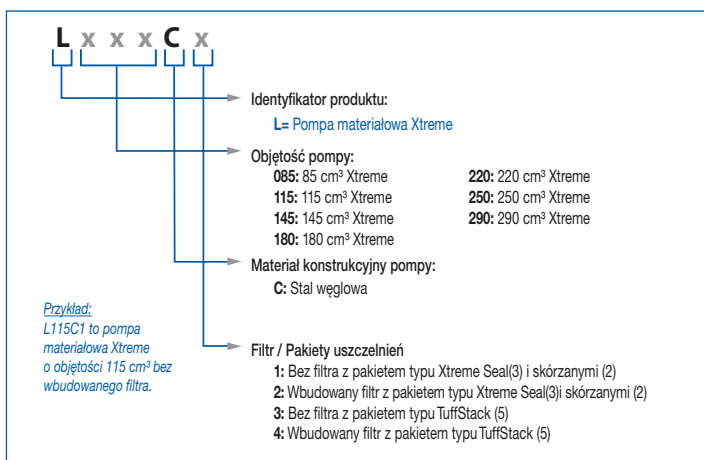 L x x x C x
Identyfikator produktu:
L= Pompa materiałowa Xtreme
Objętość pompy:
085: 85 cm³ Xtreme 220: 220 cm³ Xtreme
115: 115 cm³ Xtreme 250: 250 cm³ Xtreme
145: 145 cm³ Xtreme 290: 290 cm³ Xtreme
180: 180 cm³ Xtreme
Materiał konstrukcyjny pompy:
C: Stal węglowa
Przykład:
L115C1 to pompa
materiałowa Xtreme
o objętości 115 cm³ bez
wbudowanego filtra.
Filtr / Pakiety uszczelnień
1: Bez filtra z pakietem typu Xtreme Seal(3) i skórzanymi (2)
2: Wbudowany filtr z pakietem typu Xtreme Seal(3)i skórzanymi (2)
3: Bez filtra z pakietem typu TuffStack (5)
4: Wbudowany filtr z pakietem typu TuffStack (5)